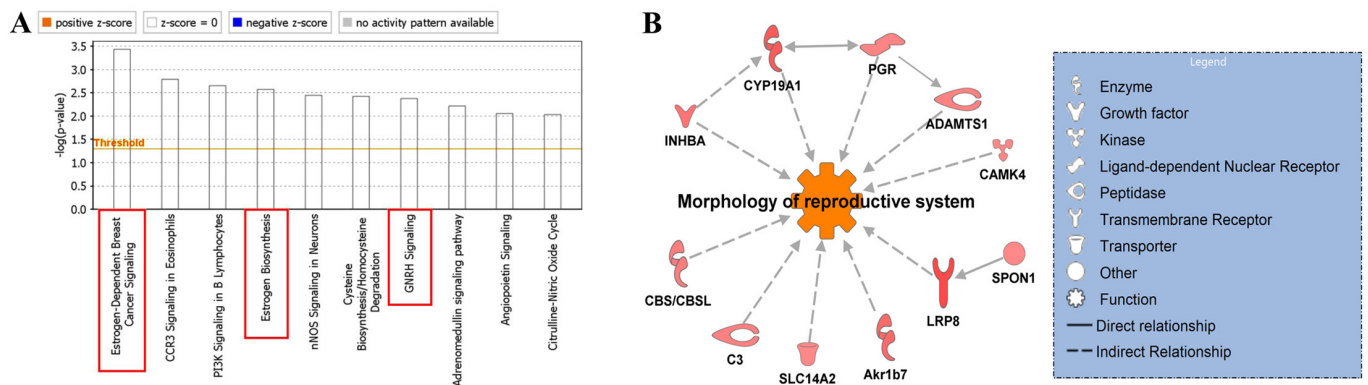 A
positive z-score
z-score = 0
negative z-score
no activity pattern available
3.5
3.0
2.5
2.0
1.5
1.0
0.5
0.0
-log(p-value)
Threshold
Estrogen-Dependent Breast
Cancer Signaling
CCR3 Signaling in Eosinophils
PI3K Signaling in B Lymphocytes
Estrogen Biosynthesis
nNOS Signaling in Neurons
Cysteine
Biosynthesis/Homocysteine
Degradation
GNRH Signaling
Adrenomedullin signaling pathway
Angiopoietin Signaling
Citrulline-Nitric Oxide Cycle
B
CYP19A1
PGR
INHBA
ADAMTS1
CAMK4
Morphology of reproductive system
CBS/CBSL
SPON1
LRP8
C3
SLC14A2
Akr1b7
Legend
Enzyme
Growth factor
Kinase
Ligand-dependent Nuclear Receptor
Peptidase
Transmembrane Receptor
Transporter
Other
Function
Direct relationship
Indirect Relationship